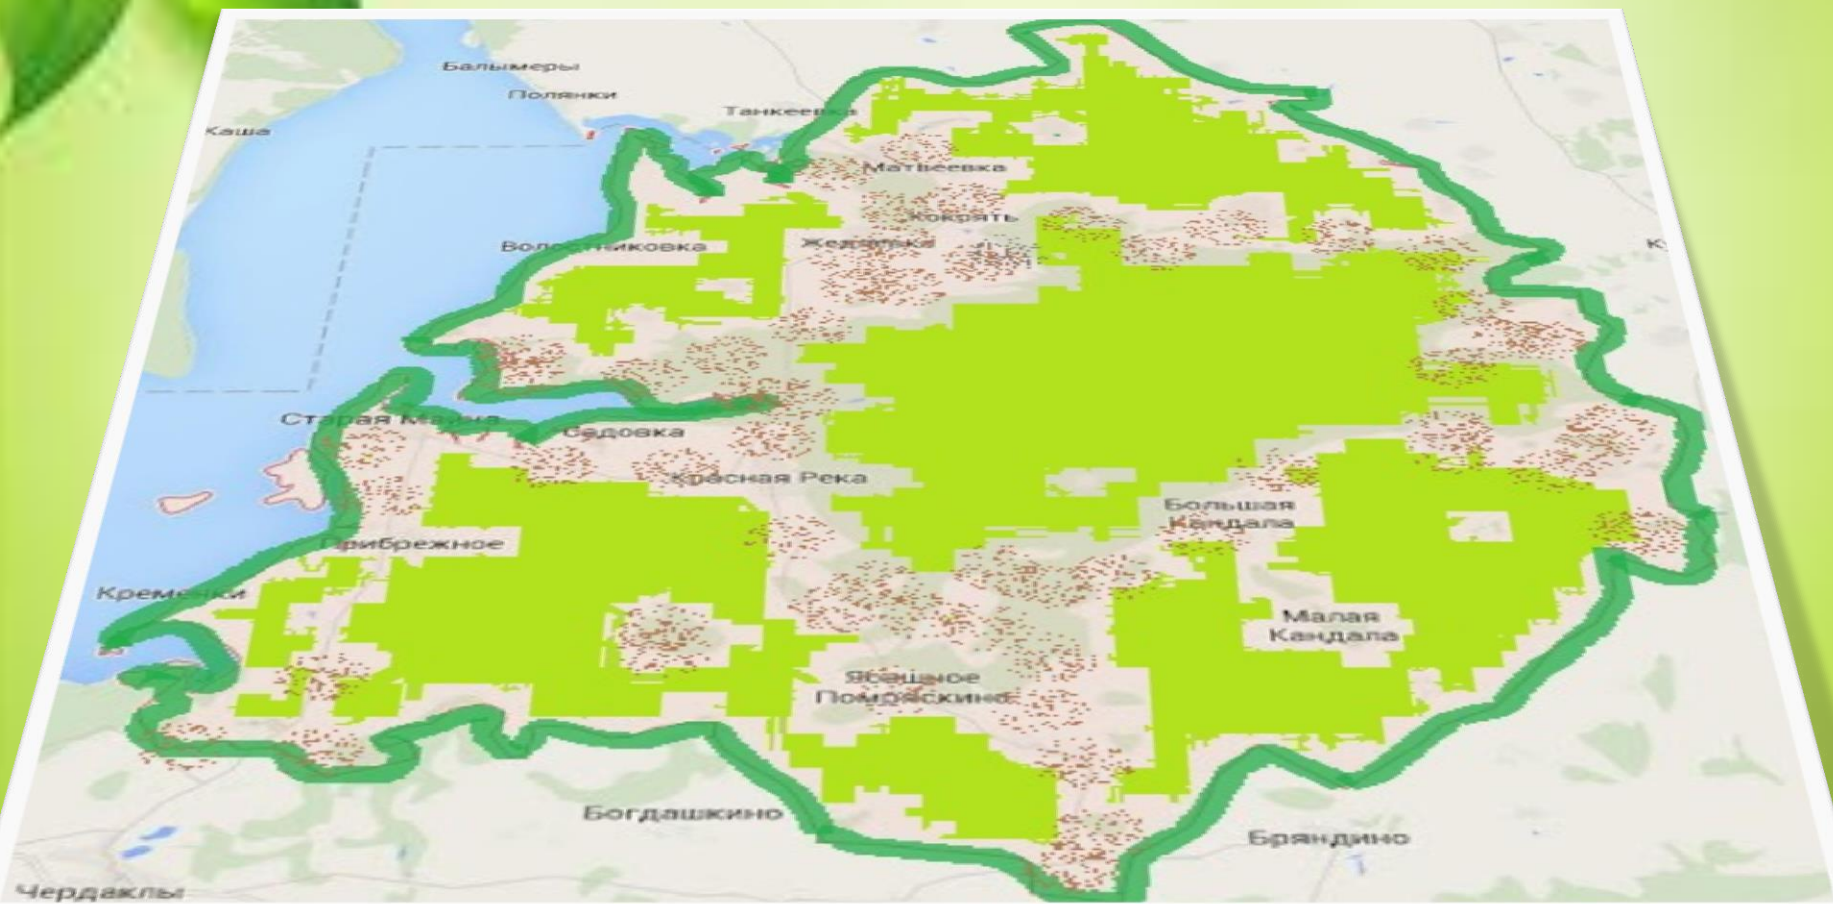 Балымеры
Полянки
Танкеевка
Каша
Матвеевка
Кокрять
Волостниковка
Жедяевка
Старая Майна
Садовка
Красная Река
Большая
Кандала
Прибрежное
Кременки
Малая
Кандала
Ясашное
Помряскино
Богдашкино
Бряндино
Чердаклы